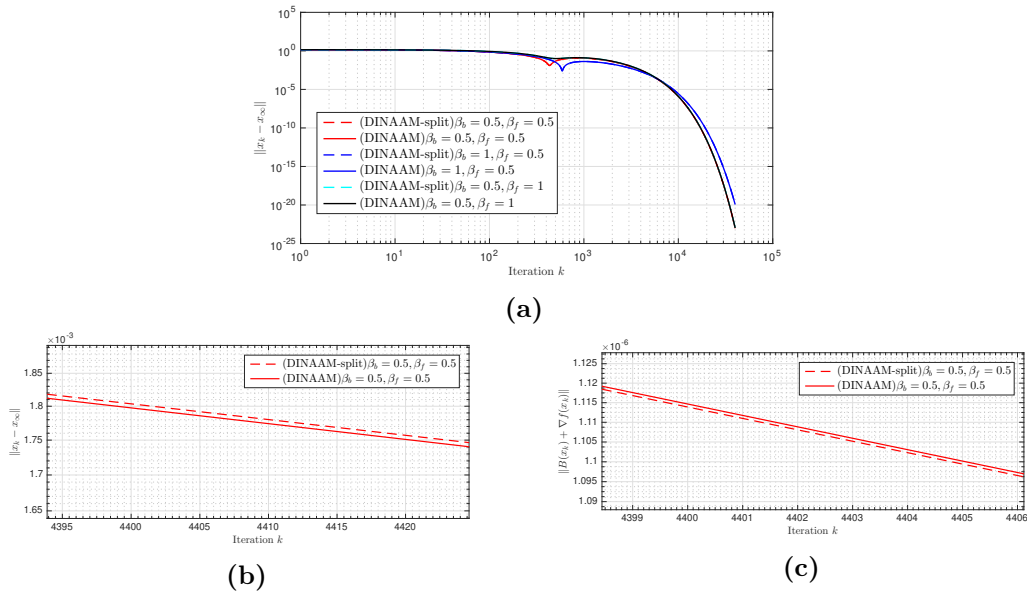 10^5
10^0
10^-5
10^-10
10^-15
10^-20
10^-25
||x_k − x_∞||
(DINAAM-split)β_b = 0.5, β_f = 0.5
(DINAAM)β_b = 0.5, β_f = 0.5
(DINAAM-split)β_b = 1, β_f = 0.5
(DINAAM)β_b = 1, β_f = 0.5
(DINAAM-split)β_b = 0.5, β_f = 1
(DINAAM)β_b = 0.5, β_f = 1
10^0 10^1 10^2 10^3 10^4 10^5
Iteration k
(a)
×10^-3
1.85
1.8
1.75
1.7
1.65
||x_k − x_∞||
(DINAAM-split)β_b = 0.5, β_f = 0.5
(DINAAM)β_b = 0.5, β_f = 0.5
4395 4400 4405 4410 4415 4420
Iteration k
(b)
×10^-6
1.125
1.12
1.115
1.11
1.105
1.1
1.095
1.09
||B(x_k) + ∇f(x_k)||
(DINAAM-split)β_b = 0.5, β_f = 0.5
(DINAAM)β_b = 0.5, β_f = 0.5
4399 4400 4401 4402 4403 4404 4405 4406
Iteration k
(c)